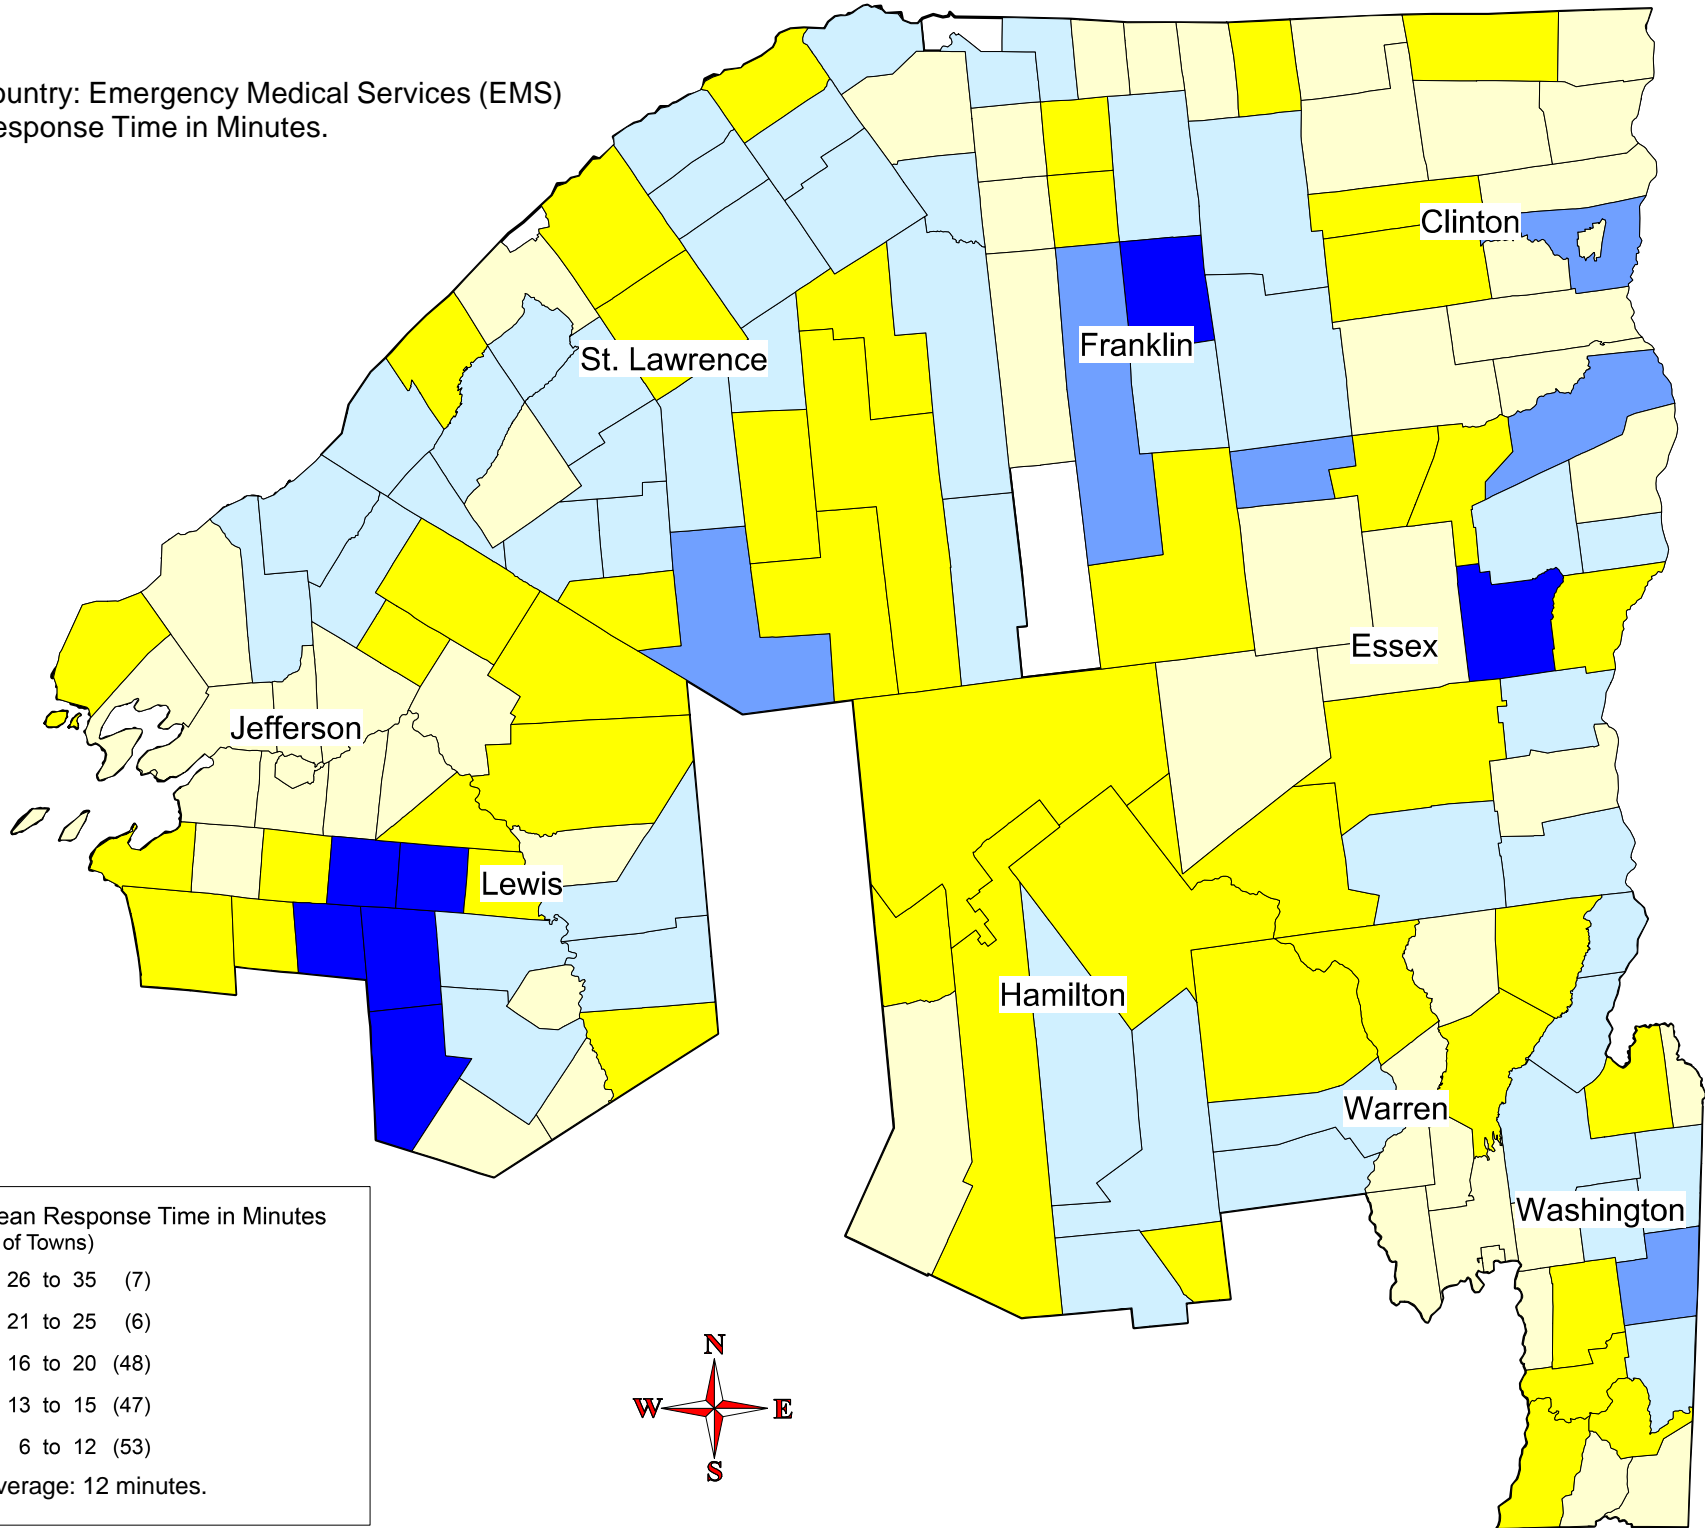 ountry: Emergency Medical Services (EMS)
esponse Time in Minutes.
Clinton
Franklin
St. Lawrence
Essex
Jefferson
Lewis
Hamilton
Warren
Washington
ean Response Time in Minutes
of Towns)
26 to 35 (7)
21 to 25 (6)
16 to 20 (48)
13 to 15 (47)
6 to 12 (53)
verage: 12 minutes.
N
W E
S